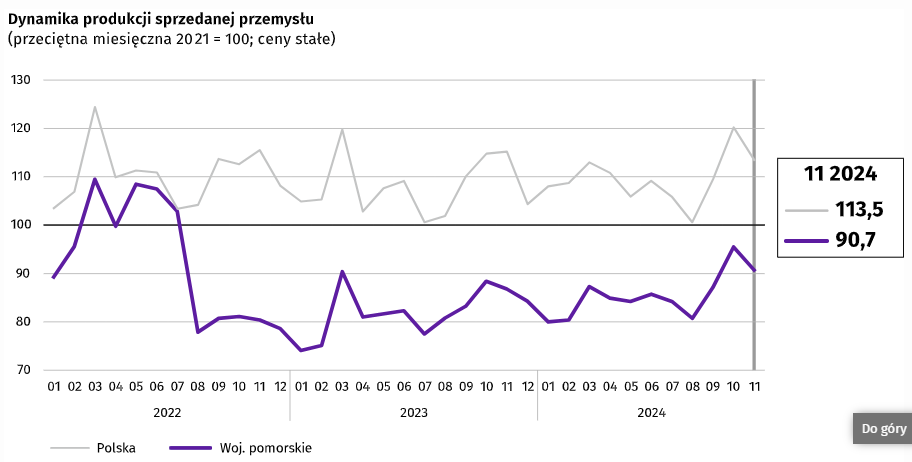 Dynamika produkcji sprzedanej przemysłu
(przeciętna miesięczna 2021 = 100; ceny stałe)
130
120
110
100
90
80
70
01 02 03 04 05 06 07 08 09 10 11 12 01 02 03 04 05 06 07 08 09 10 11 12 01 02 03 04 05 06 07 08 09 10 11
2022 2023 2024
Polska Woj. pomorskie
11 2024
113,5
90,7
Do góry